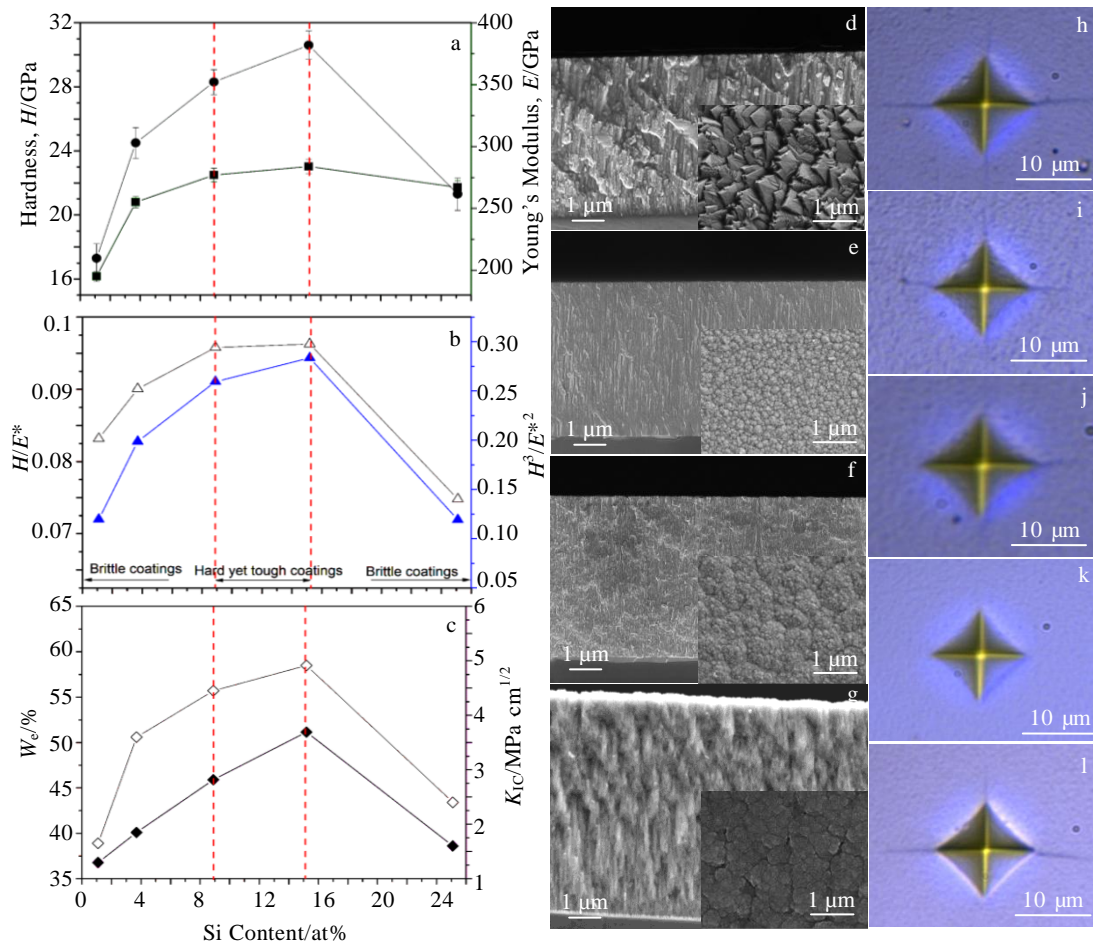 a
Hardness, H/GPa
32
28
24
20
16
400
350
300
250
200
Young's Modulus, E/GPa
b
H/E*
0.1
0.09
0.08
0.07
0.30
0.25
0.20
0.15
0.10
0.05
H³/E*²
Brittle coatings
Hard yet tough coatings
Brittle coatings
c
Wₑ/%
65
60
55
50
45
40
35
6
5
4
3
2
1
K_IC/MPa cm^1/2
0 4 8 12 16 20 24
Si Content/at%
d
1 μm
1 μm
e
1 μm
1 μm
f
1 μm
1 μm
g
1 μm
1 μm
h
10 μm
i
10 μm
j
10 μm
k
10 μm
l
10 μm